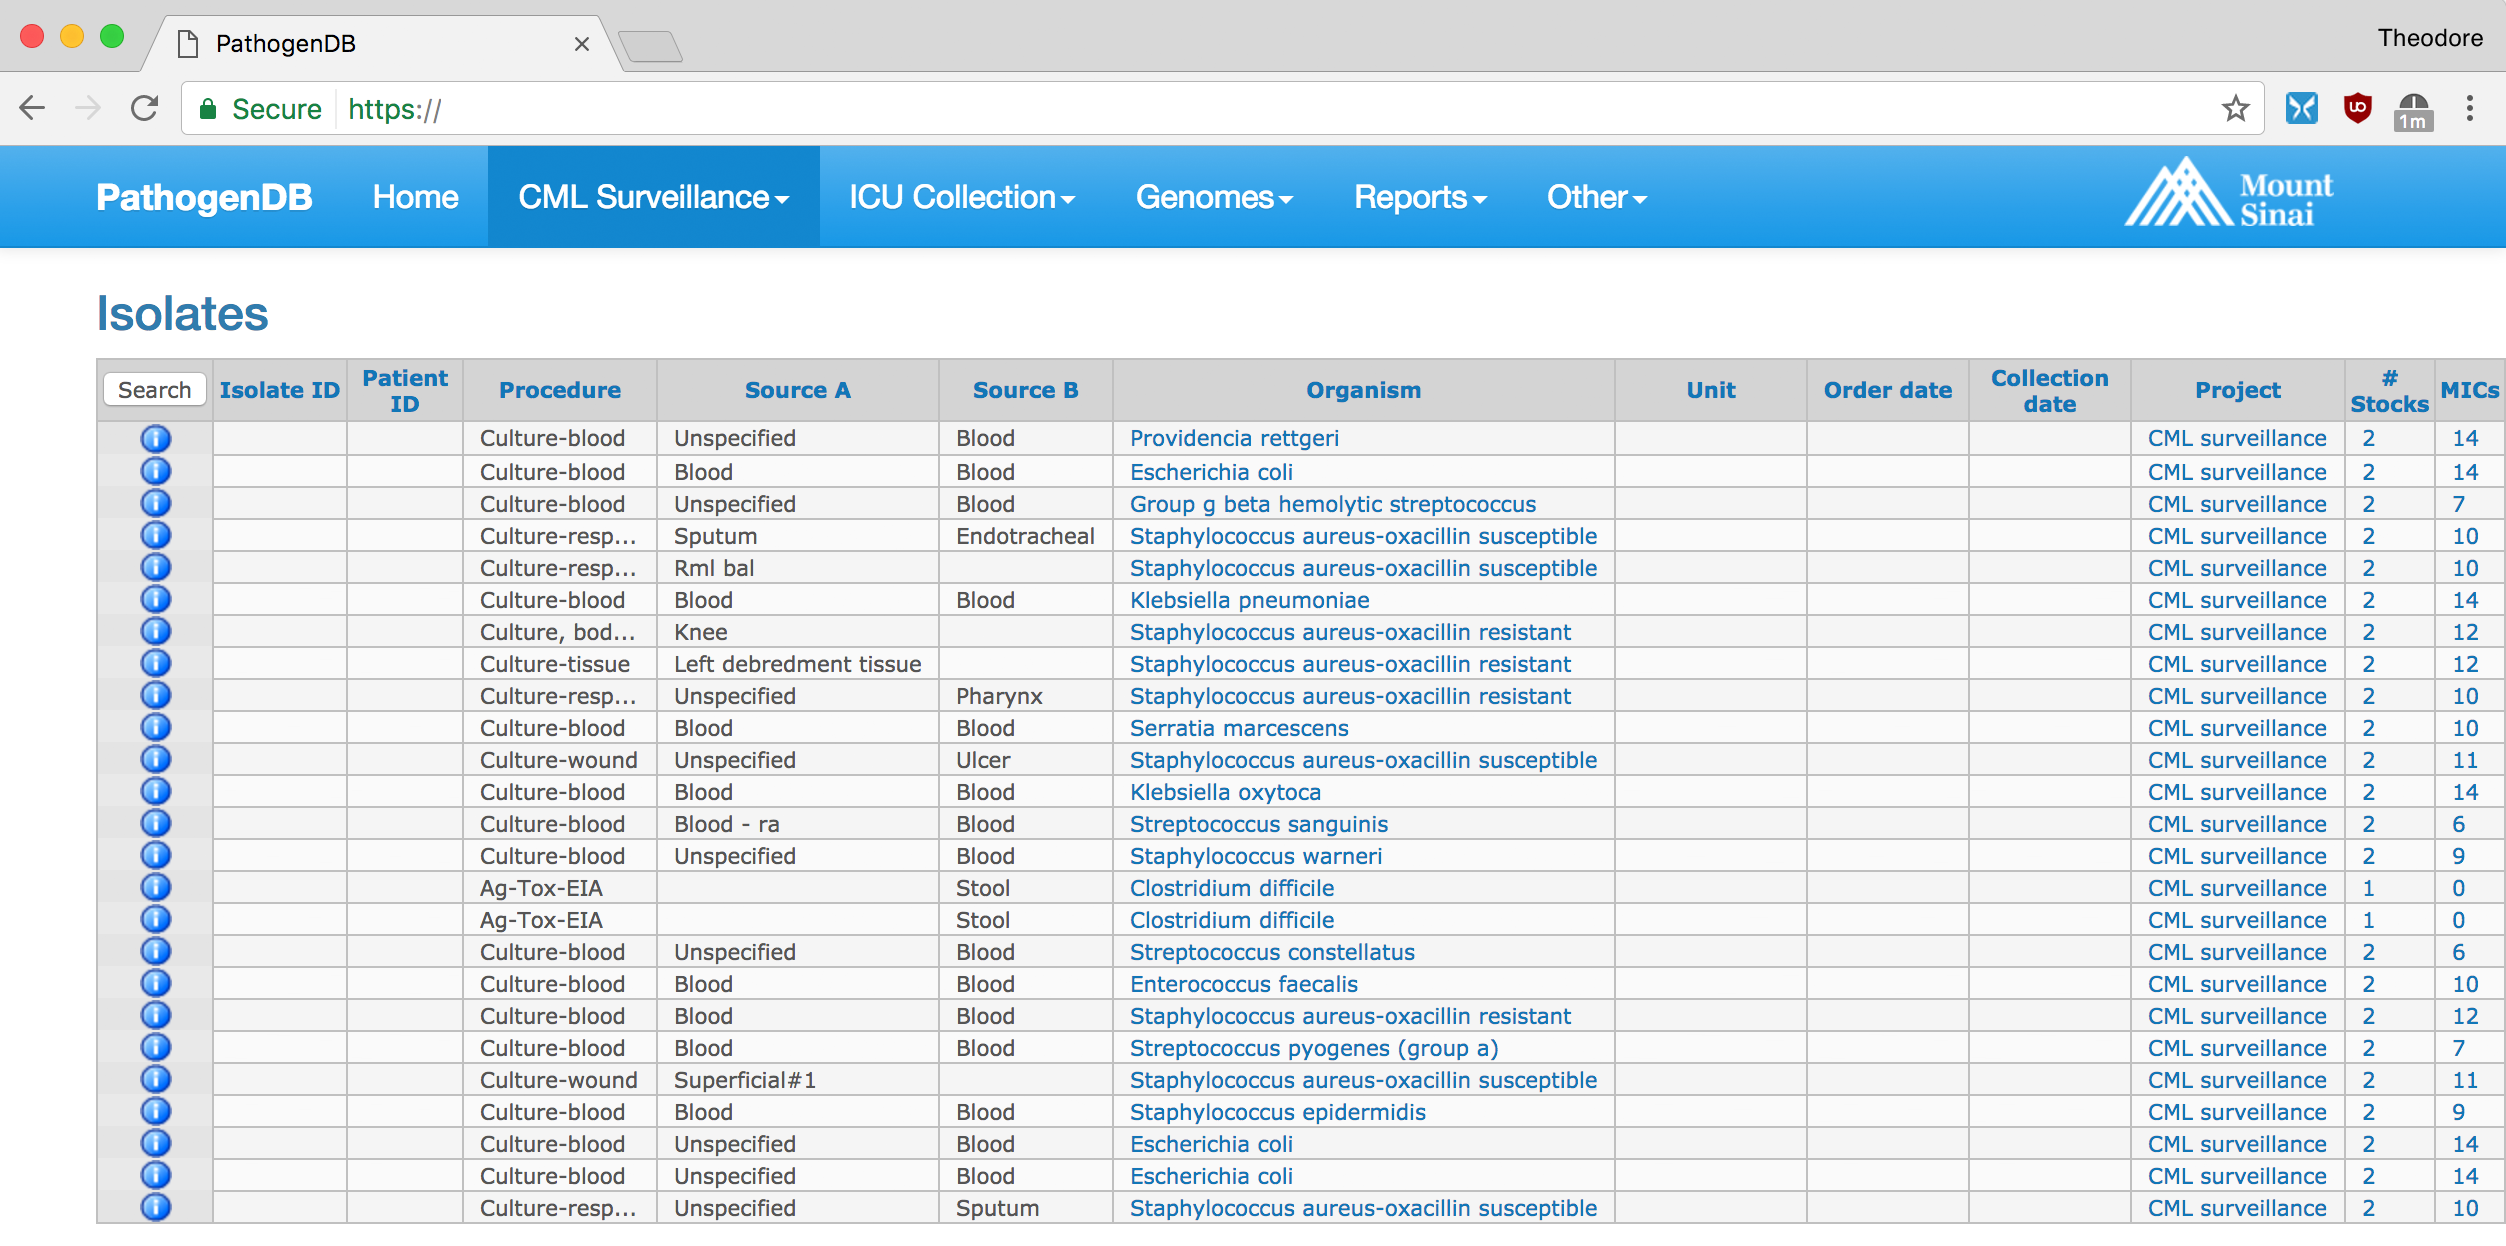 PathogenDB
Theodore
Secure https://
UO
1m
PathogenDB Home CML Surveillance ICU Collection Genomes Reports Other Mount Sinai
Isolates
Search Isolate ID Patient ID Procedure Source A Source B Organism Unit Order date Collection date Project # Stocks MICs
Culture-blood Unspecified Blood Providencia rettgeri CML surveillance 2 14
Culture-blood Blood Blood Escherichia coli CML surveillance 2 14
Culture-blood Unspecified Blood Group g beta hemolytic streptococcus CML surveillance 2 7
Culture-resp... Sputum Endotracheal Staphylococcus aureus-oxacillin susceptible CML surveillance 2 10
Culture-resp... Rml bal Staphylococcus aureus-oxacillin susceptible CML surveillance 2 10
Culture-blood Blood Blood Klebsiella pneumoniae CML surveillance 2 14
Culture, bod... Knee Staphylococcus aureus-oxacillin resistant CML surveillance 2 12
Culture-tissue Left debredment tissue Staphylococcus aureus-oxacillin resistant CML surveillance 2 12
Culture-resp... Unspecified Pharynx Staphylococcus aureus-oxacillin resistant CML surveillance 2 10
Culture-blood Blood Blood Serratia marcescens CML surveillance 2 10
Culture-wound Unspecified Ulcer Staphylococcus aureus-oxacillin susceptible CML surveillance 2 11
Culture-blood Blood Blood Klebsiella oxytoca CML surveillance 2 14
Culture-blood Blood - ra Blood Streptococcus sanguinis CML surveillance 2 6
Culture-blood Unspecified Blood Staphylococcus warneri CML surveillance 2 9
Ag-Tox-EIA Stool Clostridium difficile CML surveillance 1 0
Ag-Tox-EIA Stool Clostridium difficile CML surveillance 1 0
Culture-blood Unspecified Blood Streptococcus constellatus CML surveillance 2 6
Culture-blood Blood Blood Enterococcus faecalis CML surveillance 2 10
Culture-blood Blood Blood Staphylococcus aureus-oxacillin resistant CML surveillance 2 12
Culture-blood Blood Blood Streptococcus pyogenes (group a) CML surveillance 2 7
Culture-wound Superficial#1 Staphylococcus aureus-oxacillin susceptible CML surveillance 2 11
Culture-blood Blood Blood Staphylococcus epidermidis CML surveillance 2 9
Culture-blood Unspecified Blood Escherichia coli CML surveillance 2 14
Culture-blood Unspecified Blood Escherichia coli CML surveillance 2 14
Culture-resp... Unspecified Sputum Staphylococcus aureus-oxacillin susceptible CML surveillance 2 10